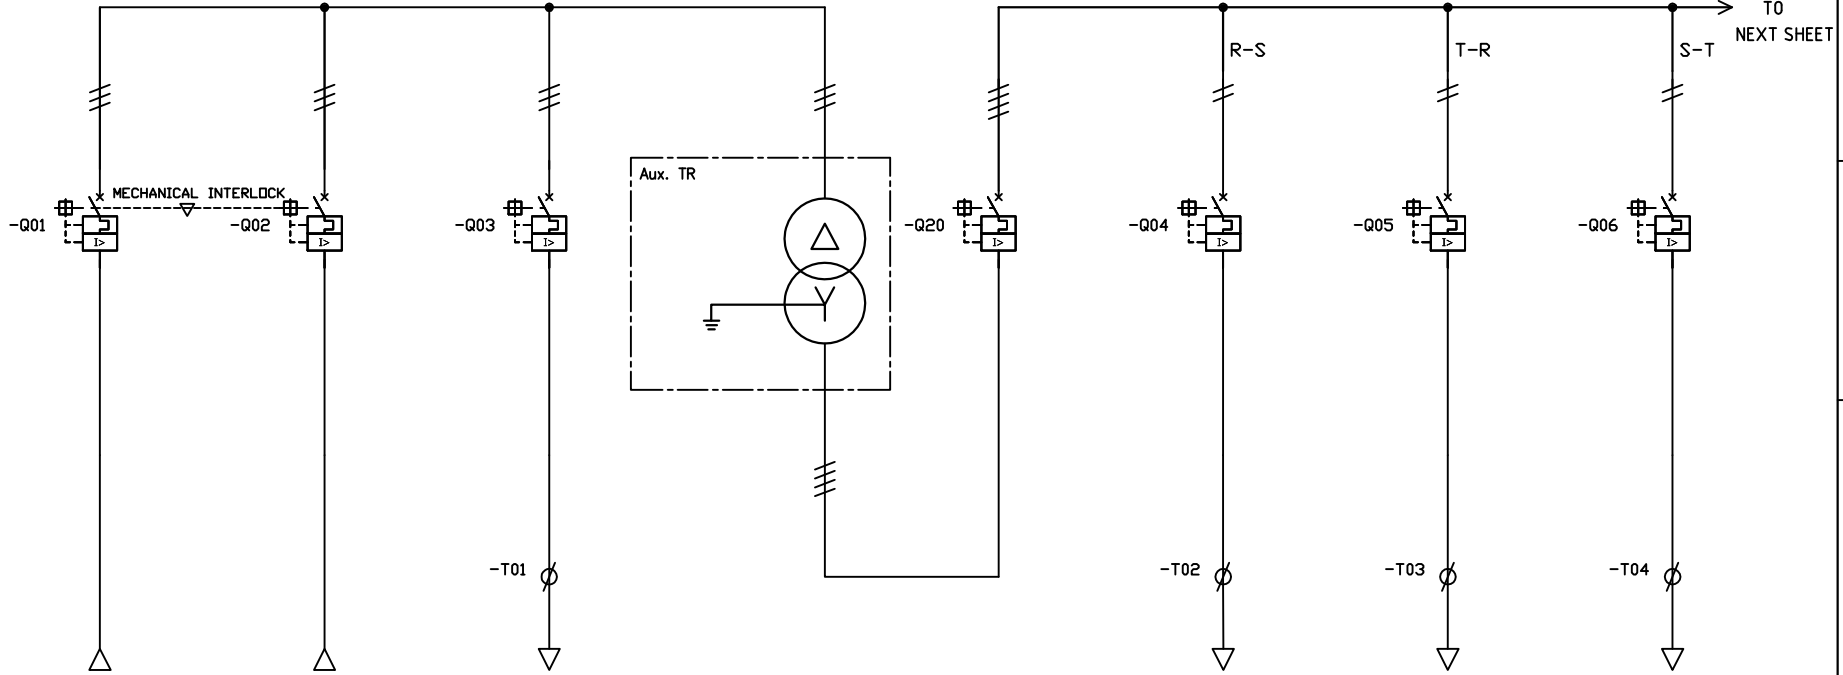 TO
NEXT SHEET
R-S
T-R
S-T
Aux. TR
MECHANICAL INTERLOCK
-Q01
-Q02
-Q03
-Q20
-Q04
-Q05
-Q06
I>
I>
I>
I>
I>
I>
I>
-T01
-T02
-T03
-T04